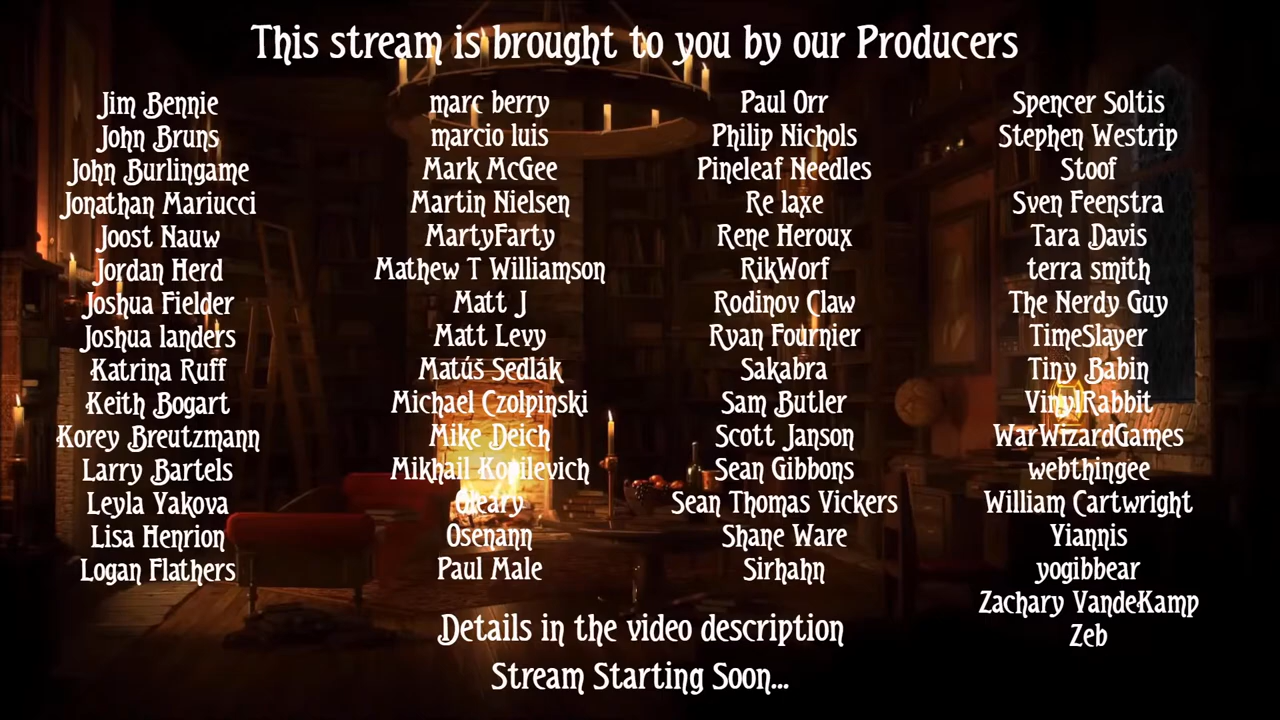 This stream is brought to you by our Producers
Jim Bennie
John Bruns
John Burlingame
Jonathan Mariucci
Joost Nauw
Jordan Herd
Joshua Fielder
Joshua landers
Katrina Ruff
Keith Bogart
Korey Breutzmann
Larry Bartels
Leyla Yakova
Lisa Henrion
Logan Flathers
marc berry
marcio luis
Mark McGee
Martin Nielsen
MartyFarty
Mathew T Williamson
Matt J
Matt Levy
Matúš Sedlák
Michael Czolpinski
Mike Deich
Mikhail Kopilevich
Oleary
Osenann
Paul Male
Paul Orr
Philip Nichols
Pineleaf Needles
Re laxe
Rene Heroux
RikWorf
Rodinov Claw
Ryan Fournier
Sakabra
Sam Butler
Scott Janson
Sean Gibbons
Sean Thomas Vickers
Shane Ware
Sirhahn
Spencer Soltis
Stephen Westrip
Stoof
Sven Feenstra
Tara Davis
terra smith
The Nerdy Guy
TimeSlayer
Tiny Babin
VinylRabbit
WarWizardGames
webthingee
William Cartwright
Yiannis
yogibbear
Zachary VandeKamp
Zeb
Details in the video description
Stream Starting Soon...